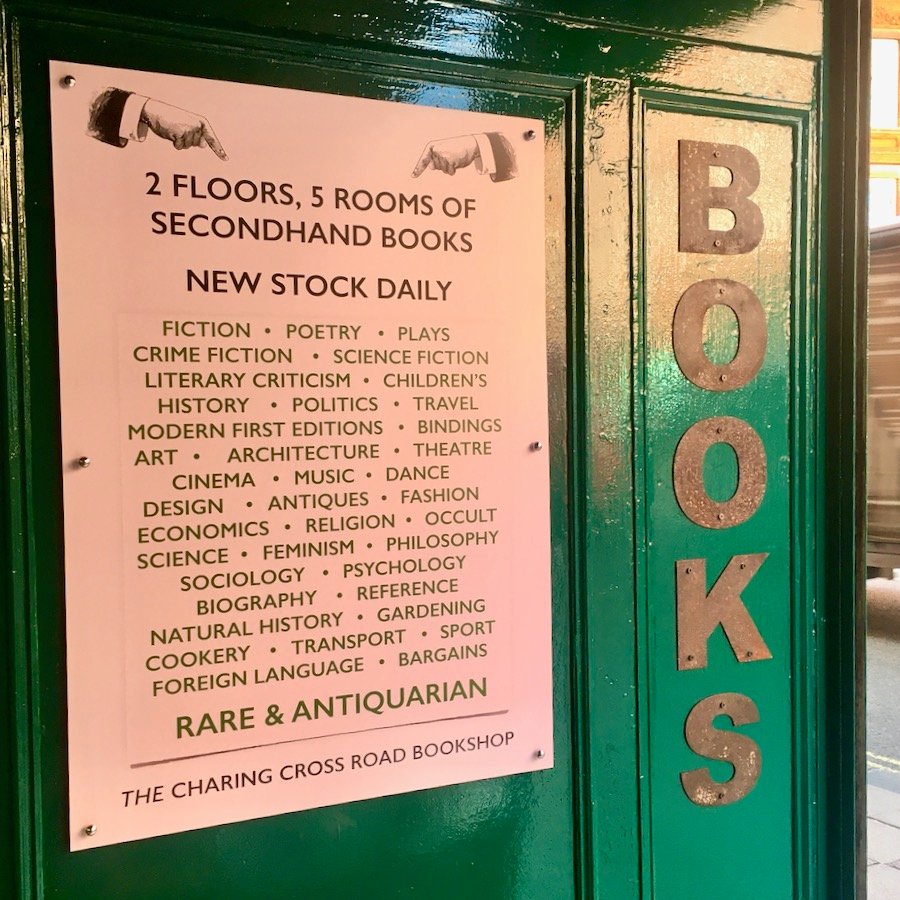 2 FLOORS, 5 ROOMS OF
SECONDHAND BOOKS
NEW STOCK DAILY
FICTION • POETRY • PLAYS
CRIME FICTION • SCIENCE FICTION
LITERARY CRITICISM • CHILDREN'S
HISTORY • POLITICS • TRAVEL
MODERN FIRST EDITIONS • BINDINGS
ART • ARCHITECTURE • THEATRE
CINEMA • MUSIC • DANCE
DESIGN • ANTIQUES • FASHION
ECONOMICS • RELIGION • OCCULT
SCIENCE • FEMINISM • PHILOSOPHY
SOCIOLOGY • PSYCHOLOGY
BIOGRAPHY • REFERENCE
NATURAL HISTORY • GARDENING
COOKERY • TRANSPORT • SPORT
FOREIGN LANGUAGE • BARGAINS
RARE & ANTIQUARIAN
THE CHARING CROSS ROAD BOOKSHOP
BOOKS